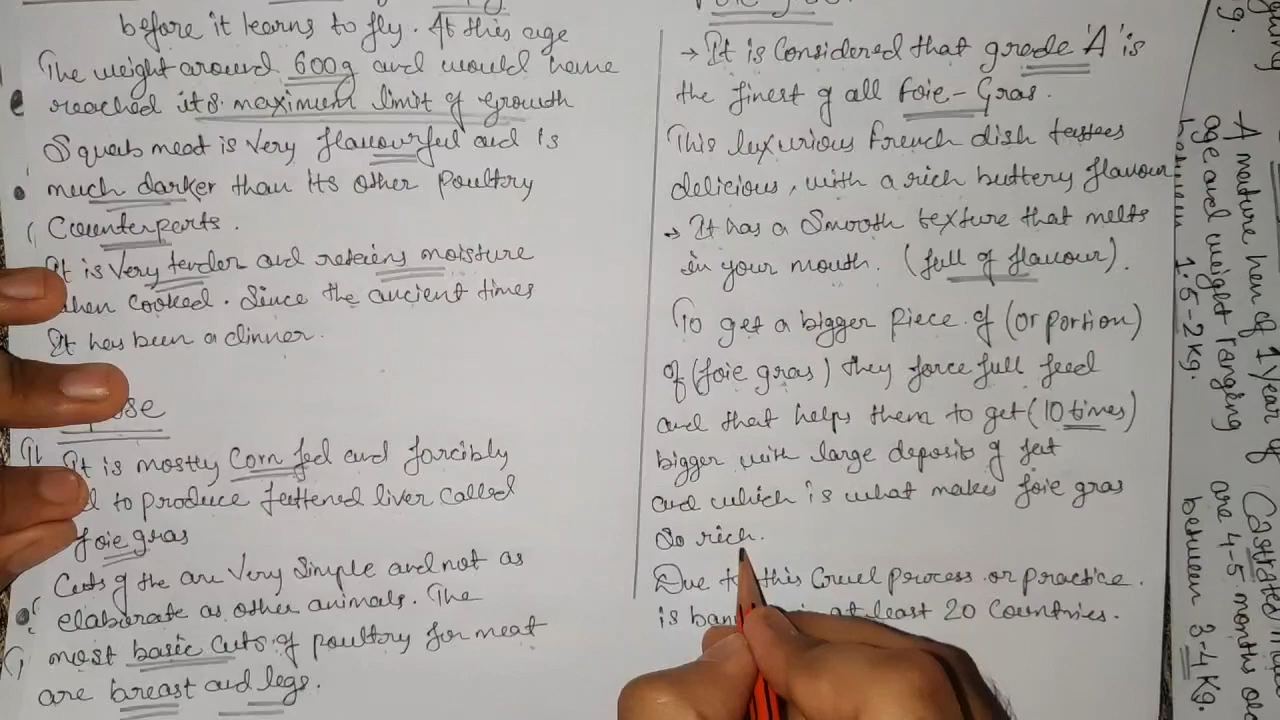 before it learns to fly. At this age
The weight around 600g and would have
reached its maximum limit of growth
Squabs meat is very flavourful and is
much darker than its other poultry
Counterparts.
It is very tender and retains moisture
when cooked. Since the ancient times
It has been a dinner.
It is mostly Corn fed and forcibly
to produce fattened liver called
foie gras
Cuts of the are very simple and not as
elaborate as other animals. The
most basic cuts of poultry for meat
are breast and legs.
→ It is considered that grade 'A' is
the finest of all Foie-Gras.
This luxurious French dish tastes
delicious, with a rich buttery flavour
→ It has a smooth texture that melts
in your mouth. (full of flavour).
To get a bigger piece of (or portion)
of (foie gras) they force full feed
and that helps them to get (10 times)
bigger with large deposits of fat
and which is what makes foie gras
so rich.
Due to this Cruel process or practice.
is at least 20 Countries.
A mature hen of 1 year of
age and weight ranging
between 1.5-2kg.
Castrated
are 4-5 months old
between 3-4kg.